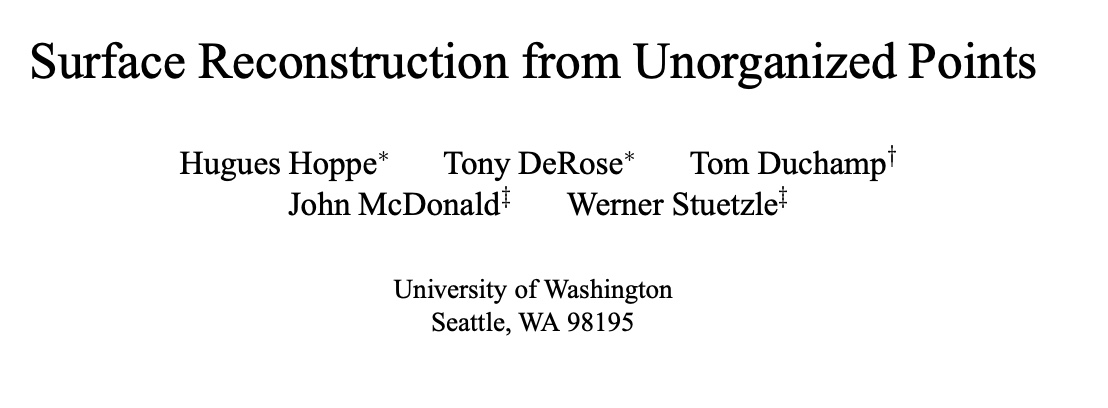 Surface Reconstruction from Unorganized Points
Hugues Hoppe* Tony DeRose* Tom Duchamp†
John McDonald‡ Werner Stuetzle‡
University of Washington
Seattle, WA 98195